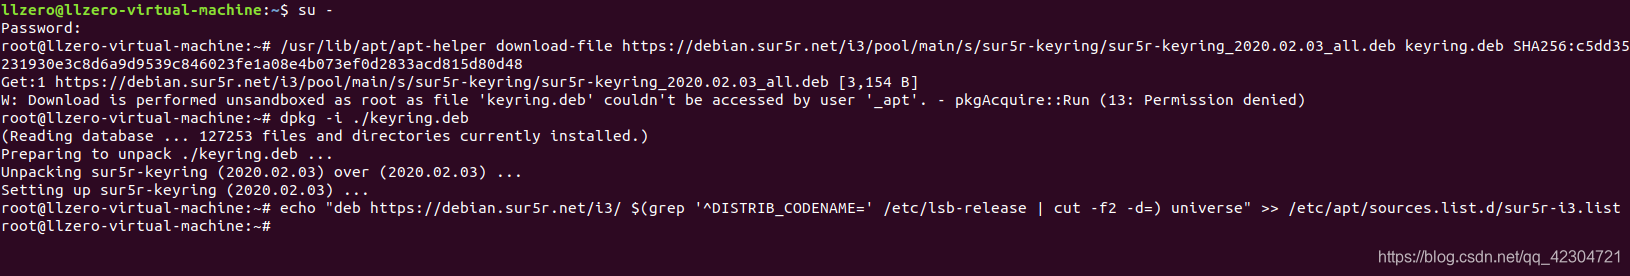 llzero@llzero-virtual-machine:~$ su -
Password:
root@llzero-virtual-machine:~# /usr/lib/apt/apt-helper download-file https://debian.sur5r.net/i3/pool/main/s/sur5r-keyring/sur5r-keyring_2020.02.03_all.deb keyring.deb SHA256:c5dd35
231930e3c8d6a9d9539c846023fe1a08e4b073ef0d2833acd815d80d48
Get:1 https://debian.sur5r.net/i3/pool/main/s/sur5r-keyring/sur5r-keyring_2020.02.03_all.deb [3,154 B]
W: Download is performed unsandboxed as root as file 'keyring.deb' couldn't be accessed by user '_apt'. - pkgAcquire::Run (13: Permission denied)
root@llzero-virtual-machine:~# dpkg -i ./keyring.deb
(Reading database ... 127253 files and directories currently installed.)
Preparing to unpack ./keyring.deb ...
Unpacking sur5r-keyring (2020.02.03) over (2020.02.03) ...
Setting up sur5r-keyring (2020.02.03) ...
root@llzero-virtual-machine:~# echo "deb https://debian.sur5r.net/i3/ $(grep '^DISTRIB_CODENAME=' /etc/lsb-release | cut -f2 -d=) universe" >> /etc/apt/sources.list.d/sur5r-i3.list
root@llzero-virtual-machine:~#
https://blog.csdn.net/qq_42304721